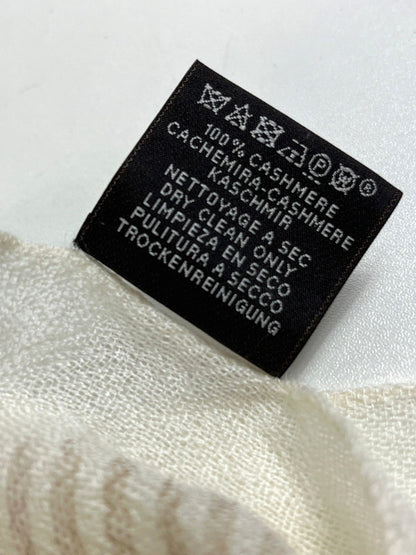 Ⓟ ®
100% CASHMERE
CACHEMIRA-CASHMERE
KASCHMIR
NETTOYAGE A SEC
DRY CLEAN ONLY
LIMPIEZA EN SECO
PULITURA A SECCO
TROCKENREINIGUNG